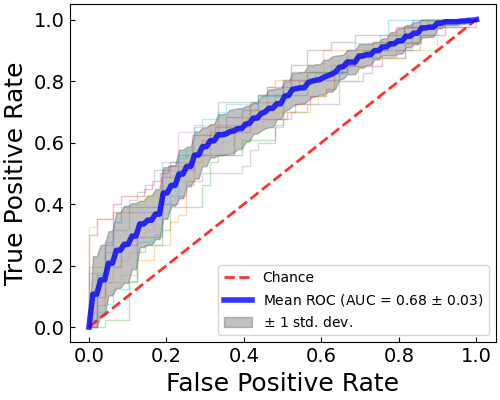 True Positive Rate
1.0
0.8
0.6
0.4
0.2
0.0
Chance
Mean ROC (AUC = 0.68 ± 0.03)
± 1 std. dev.
0.0 0.2 0.4 0.6 0.8 1.0
False Positive Rate